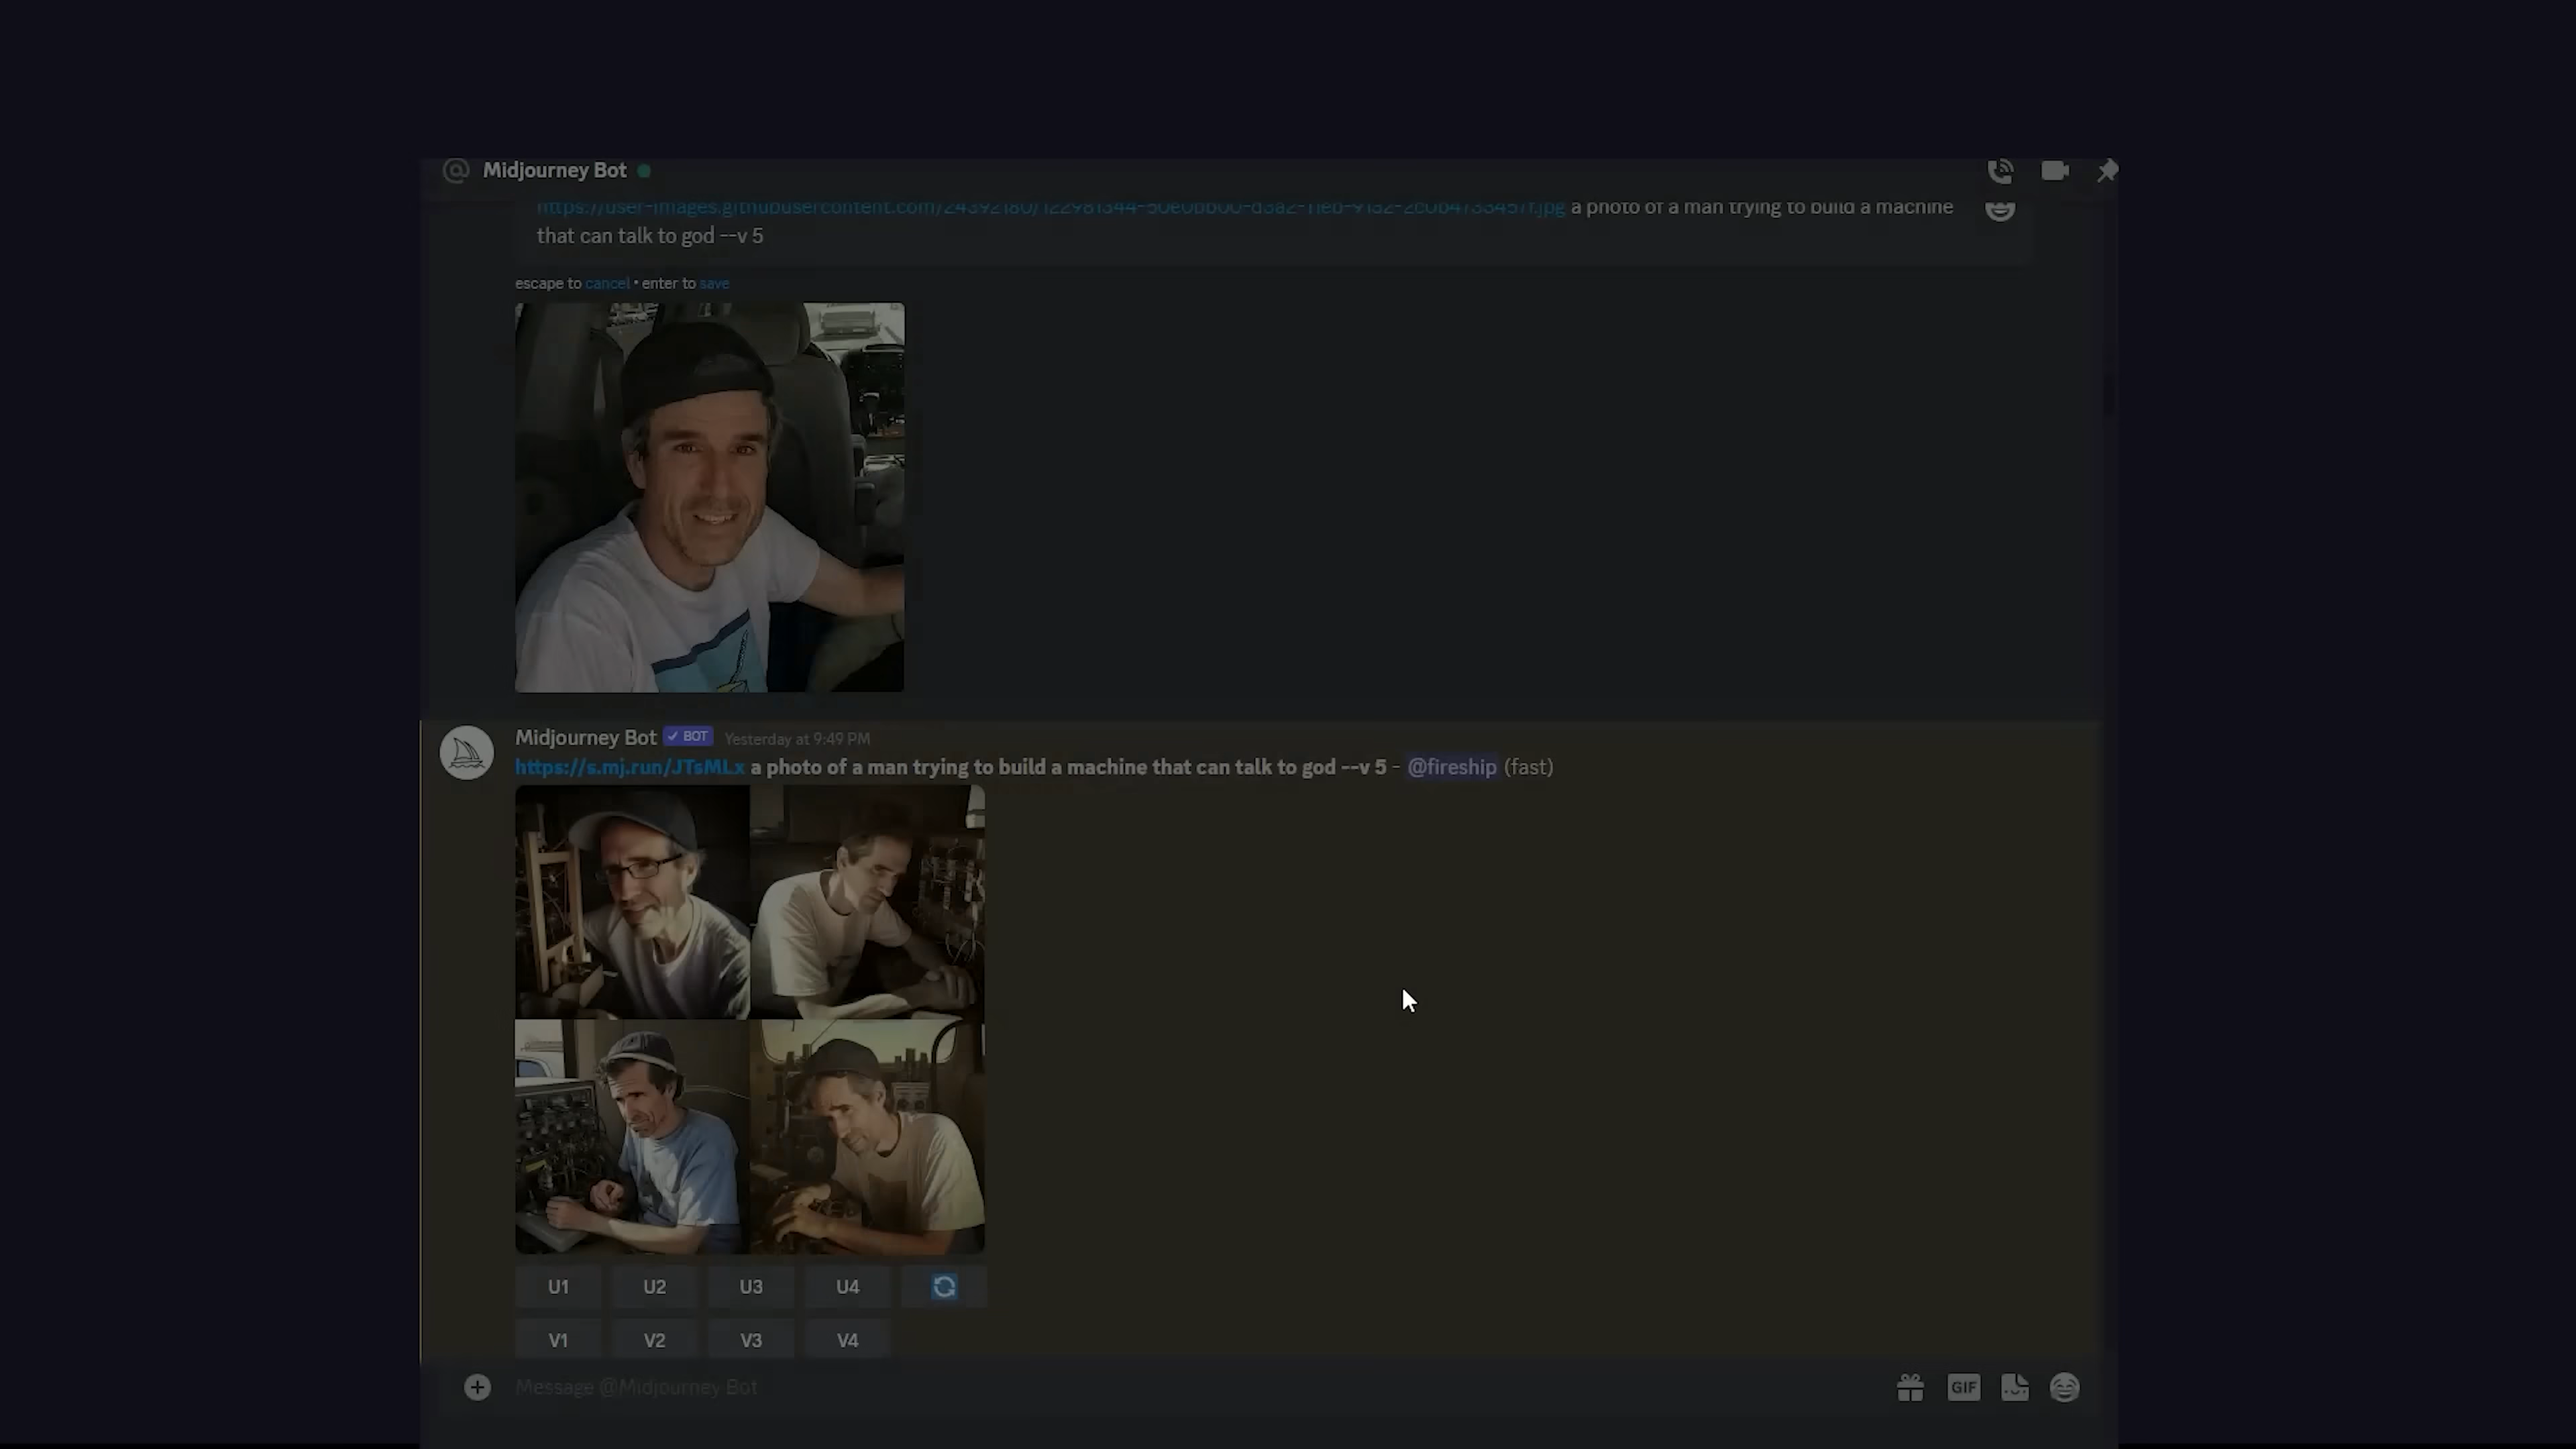 Midjourney Bot
a photo of a man trying to build a machine
that can talk to god --v 5
escape to cancel • enter to save
Midjourney Bot ✓ BOT Yesterday at 9:49 PM
https://s.mj.run/JTsMLx a photo of a man trying to build a machine that can talk to god --v 5 - @fireship (fast)
U1 U2 U3 U4
V1 V2 V3 V4
Message @Midjourney Bot
GIF